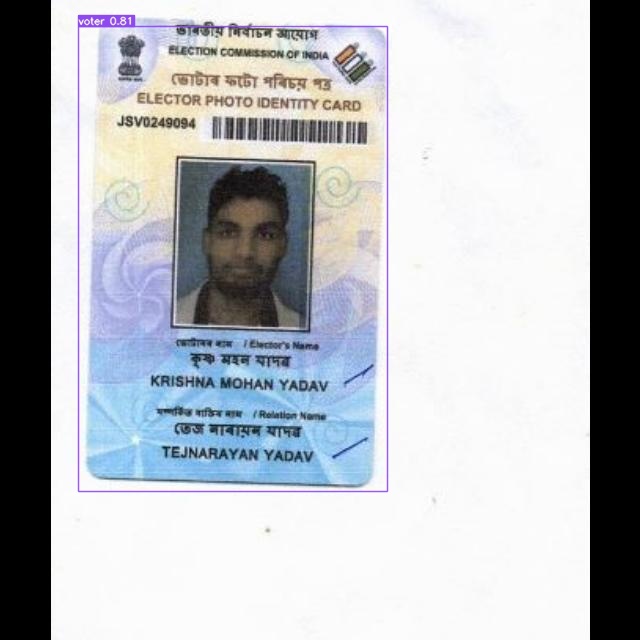 voter 0.81
ভাৰতীয় নিৰ্বাচন আয়োগ
ELECTION COMMISSION OF INDIA
ভোটাৰ ফটো পৰিচয় পত্ৰ
ELECTOR PHOTO IDENTITY CARD
JSV0249094
ভোটাৰৰ নাম / Elector's Name
কৃষ্ণ মহন যাদৱ
KRISHNA MOHAN YADAV
সম্পৰ্কিত ব্যক্তিৰ নাম / Relation Name
তেজ নাৰায়ন যাদৱ
TEJNARAYAN YADAV